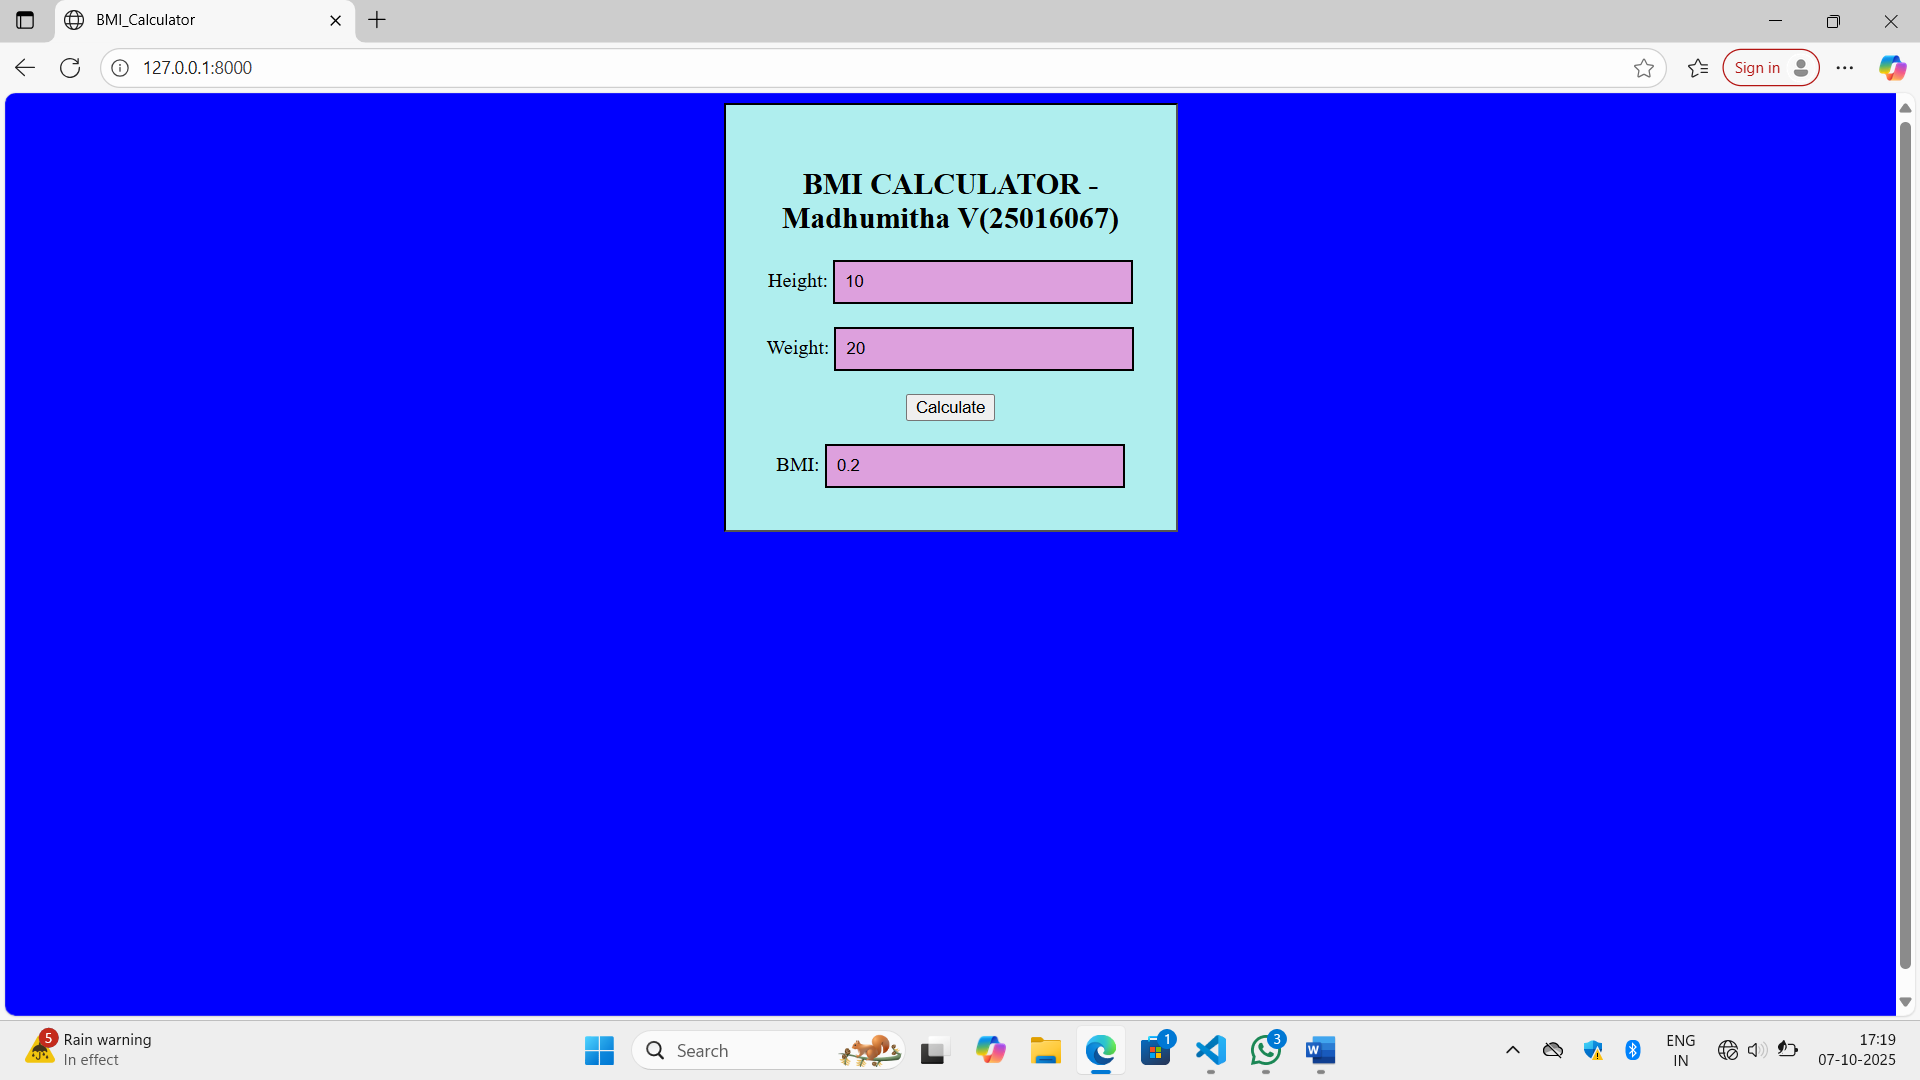 BMI_Calculator
127.0.0.1:8000
Sign in
BMI CALCULATOR -
Madhumitha V(25016067)
Height: 10
Weight: 20
Calculate
BMI: 0.2
5
Rain warning
In effect
Search
1
3
W
ENG
IN
17:19
07-10-2025